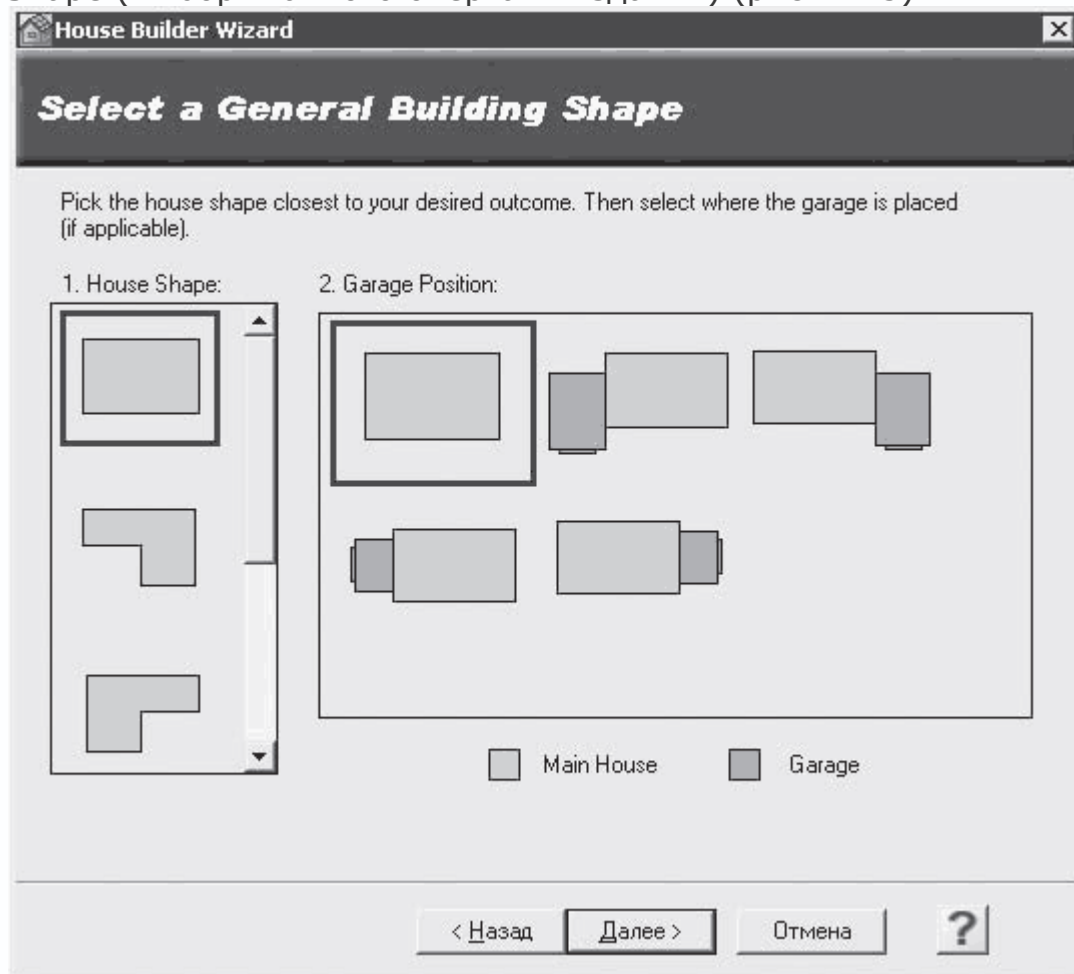 House Builder Wizard
Select a General Building Shape
Pick the house shape closest to your desired outcome. Then select where the garage is placed
(if applicable).
1. House Shape:
2. Garage Position:
Main House
Garage
< Назад
Далее >
Отмена
?